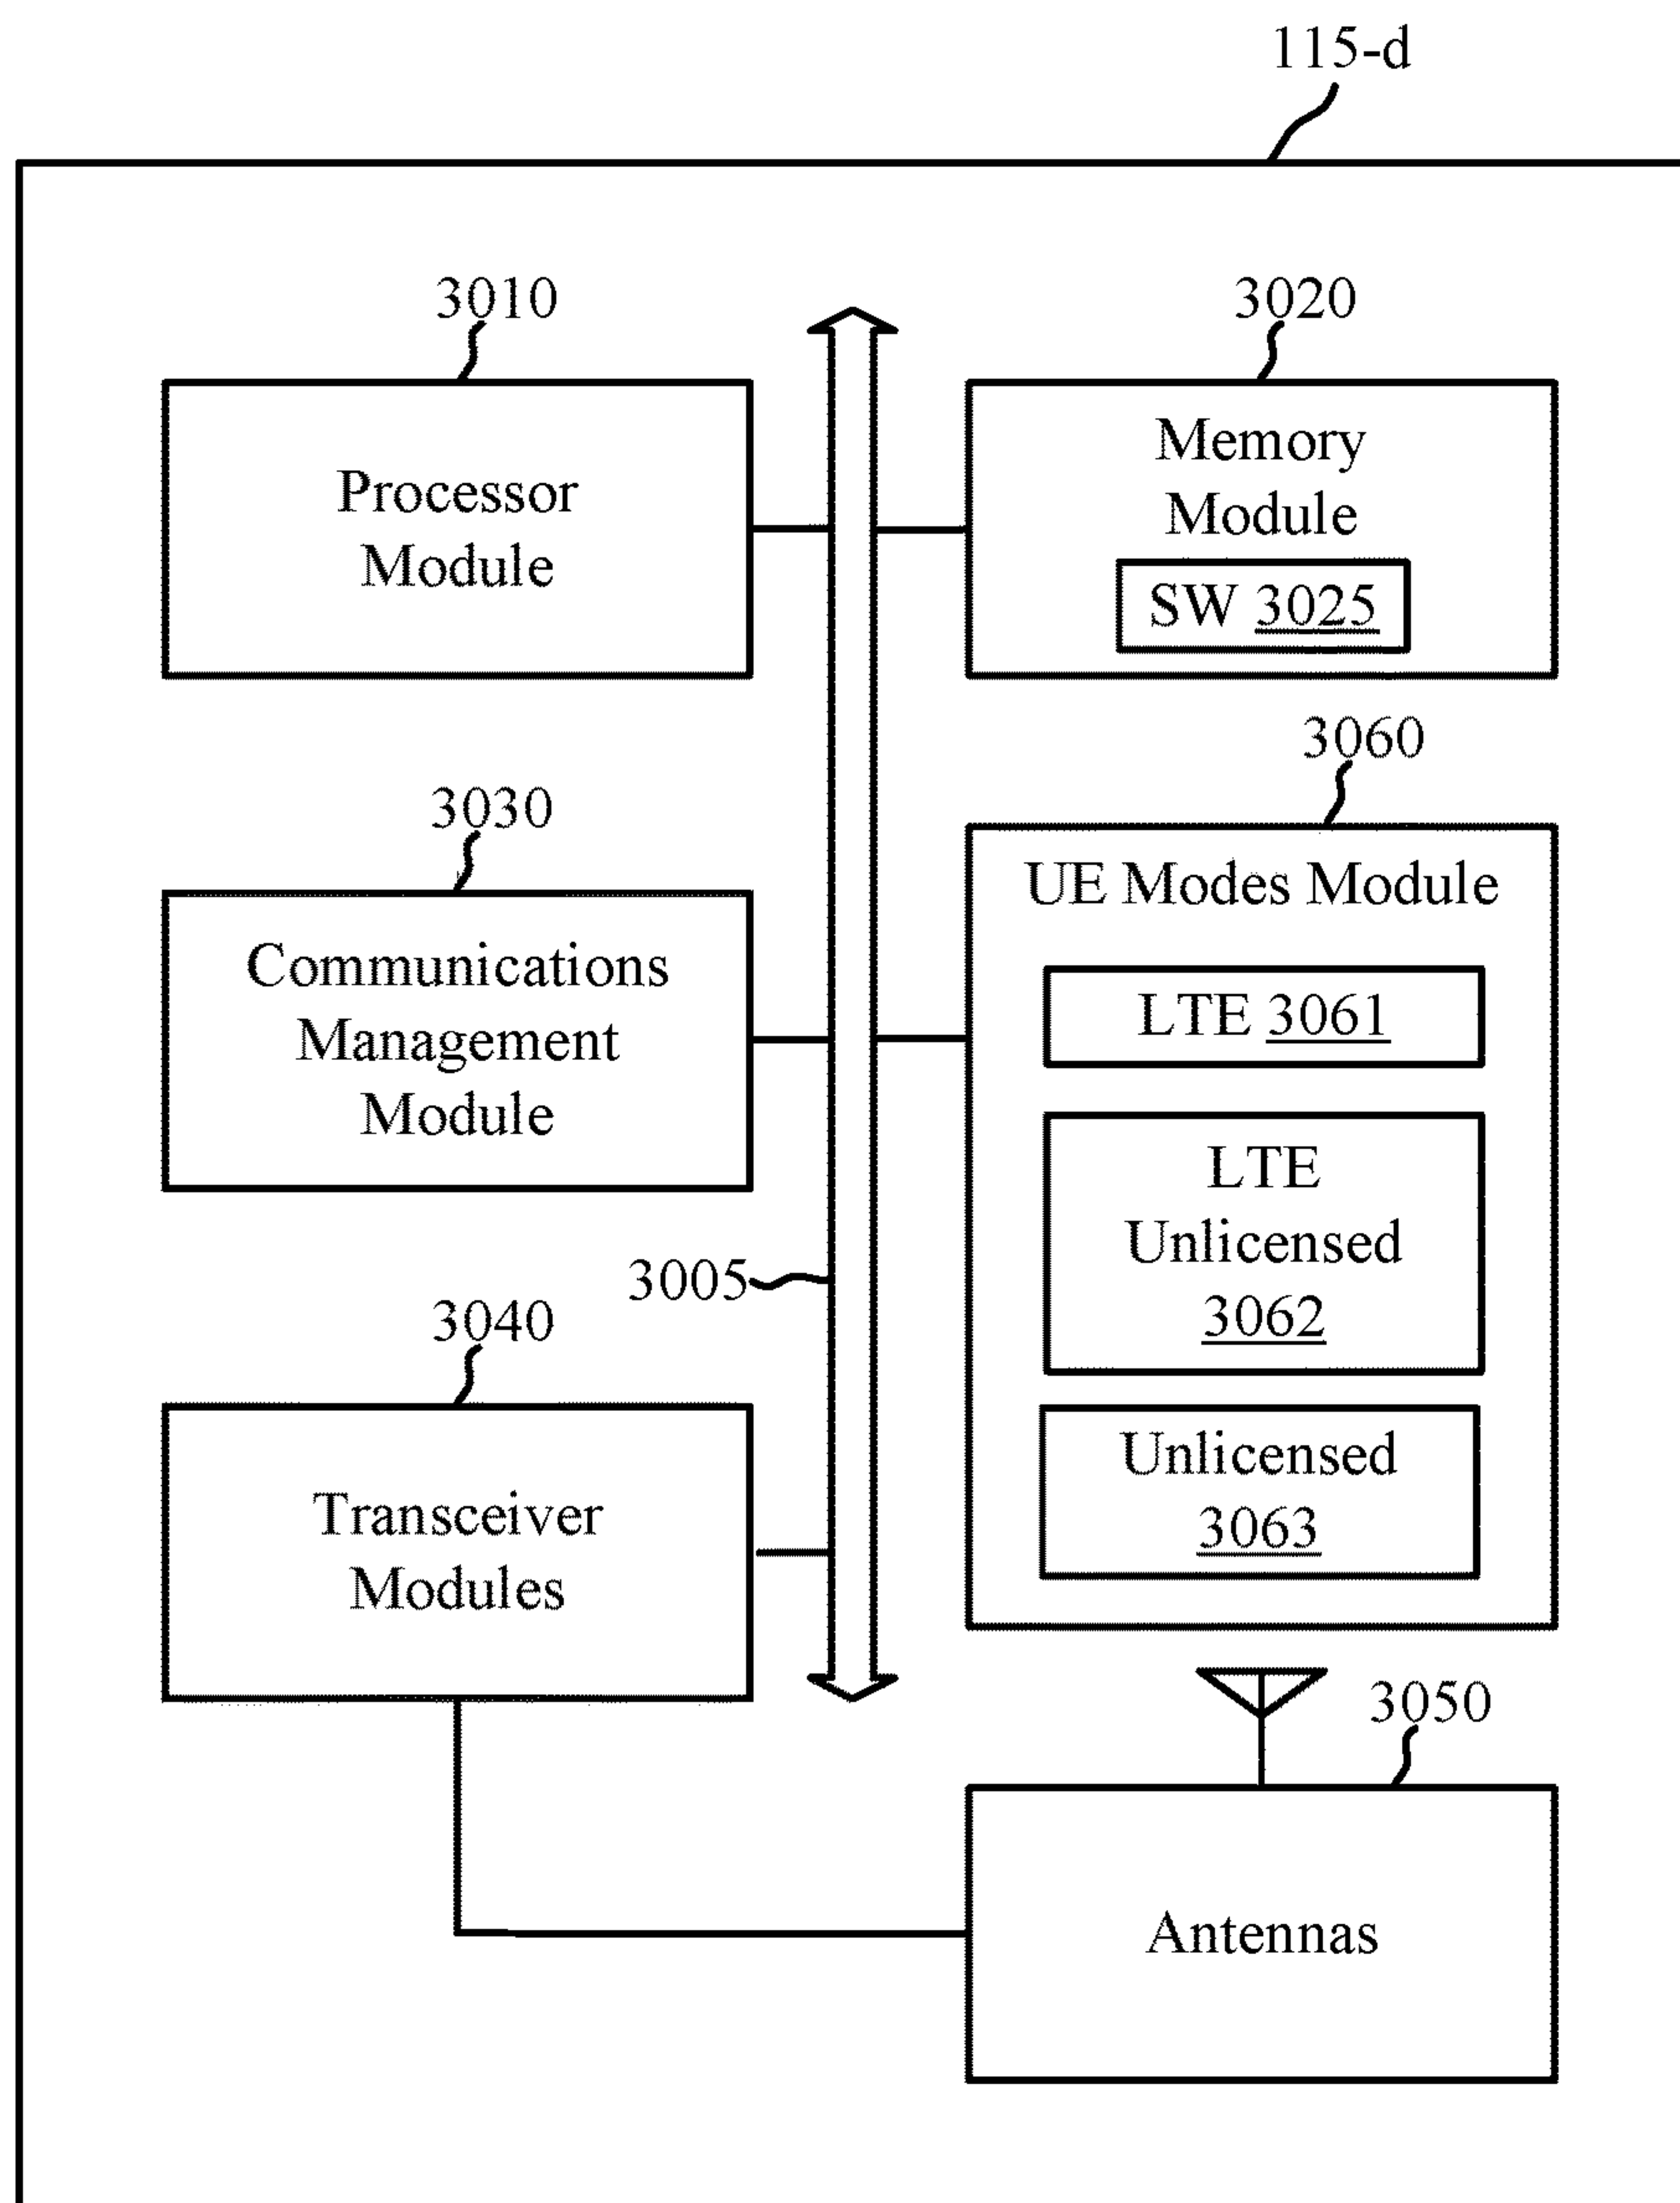 115-d
3010
Processor
Module
3020
Memory
Module
SW 3025
3030
Communications
Management
Module
3060
UE Modes Module
LTE 3061
LTE
Unlicensed
3062
Unlicensed
3063
3005
3040
Transceiver
Modules
3050
Antennas